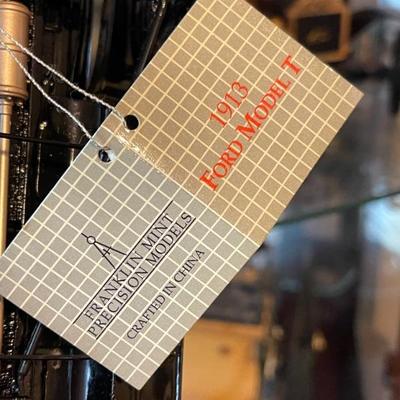 1913
FORD MODEL T
FRANKLIN MINT
PRECISION MODELS
CRAFTED IN CHINA